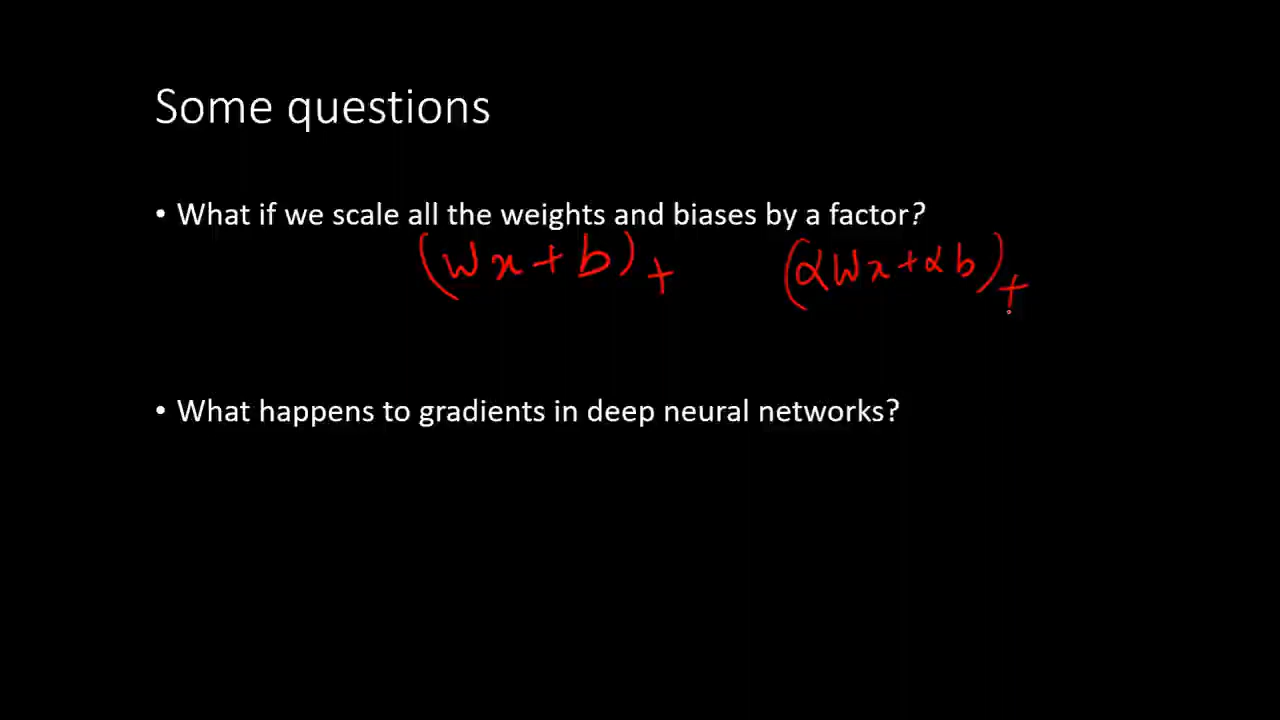 Some questions
• What if we scale all the weights and biases by a factor?
(Wx+b)+ (αWx+αb)+
• What happens to gradients in deep neural networks?